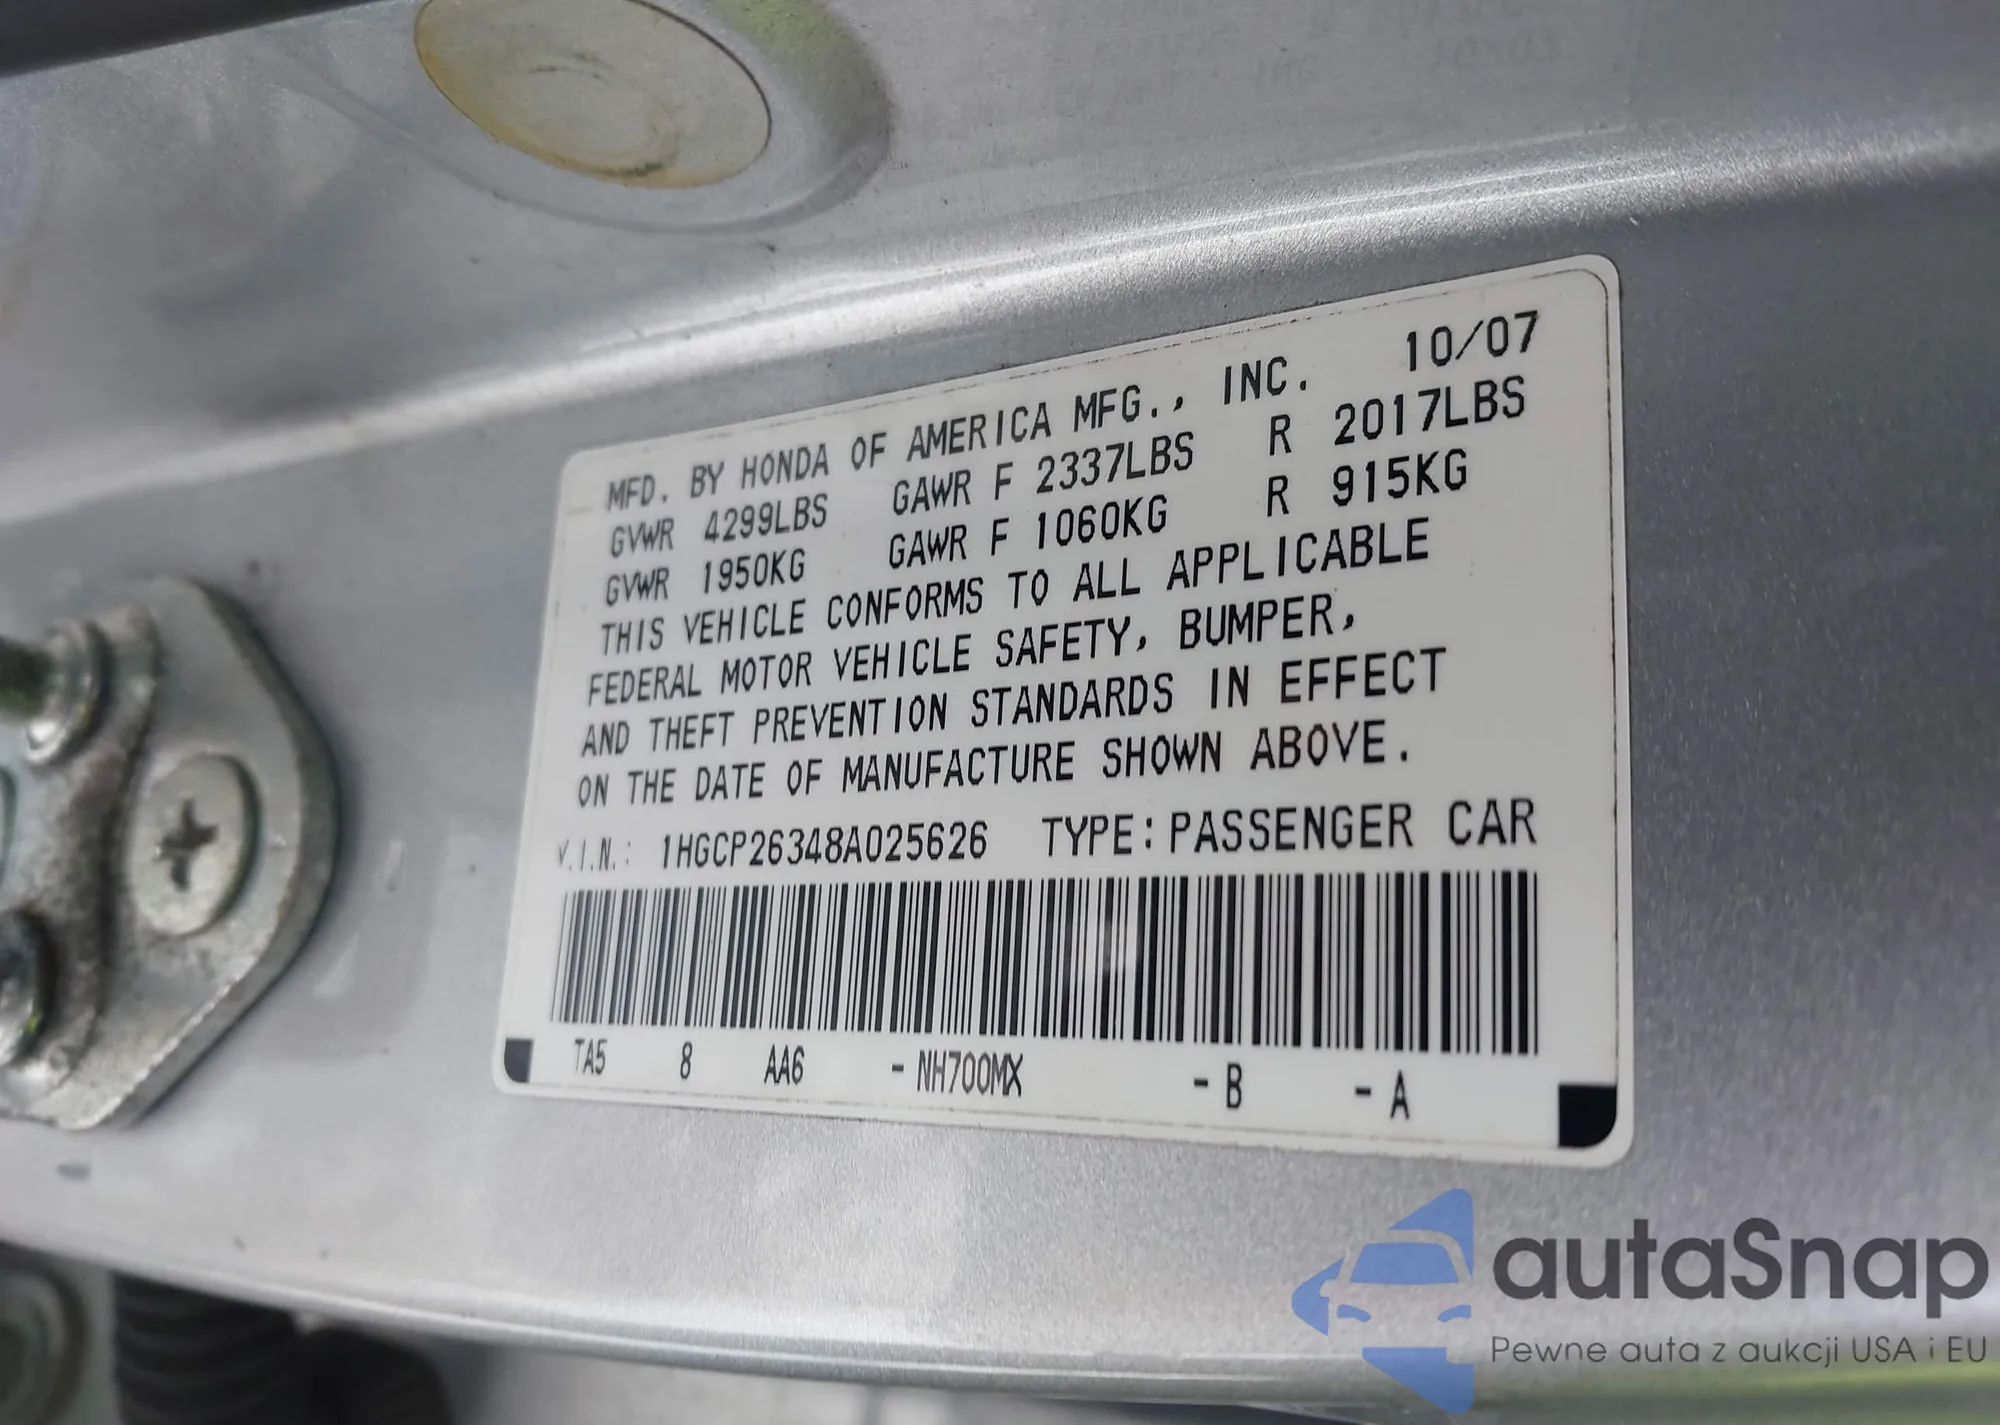 MFD. BY HONDA OF AMERICA MFG., INC. 10/07
GVWR 4299LBS GAWR F 2337LBS R 2017LBS
GVWR 1950KG GAWR F 1060KG R 915KG
THIS VEHICLE CONFORMS TO ALL APPLICABLE
FEDERAL MOTOR VEHICLE SAFETY, BUMPER,
AND THEFT PREVENTION STANDARDS IN EFFECT
ON THE DATE OF MANUFACTURE SHOWN ABOVE.
V.I.N.: 1HGCP26348A025626 TYPE:PASSENGER CAR
TA5 8 AA6 -NH700MX -B -A
autaSnap
Pewne auta z aukcji USA i EU